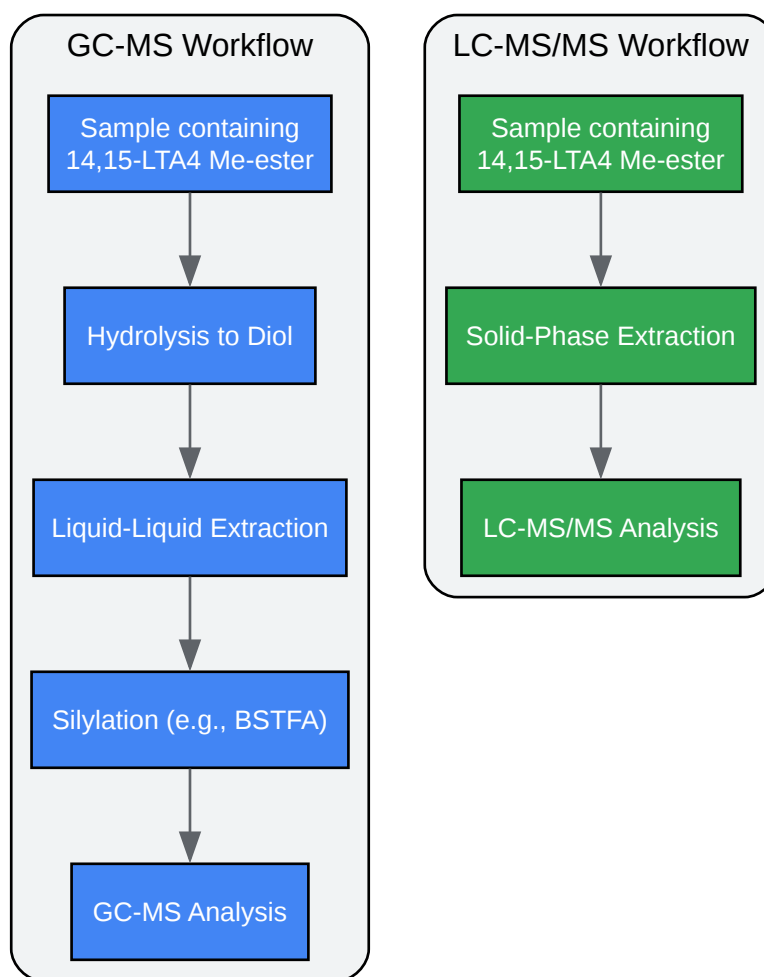 GC-MS Workflow
Sample containing
14,15-LTA4 Me-ester
Hydrolysis to Diol
Liquid-Liquid Extraction
Silylation (e.g., BSTFA)
GC-MS Analysis
LC-MS/MS Workflow
Sample containing
14,15-LTA4 Me-ester
Solid-Phase Extraction
LC-MS/MS Analysis